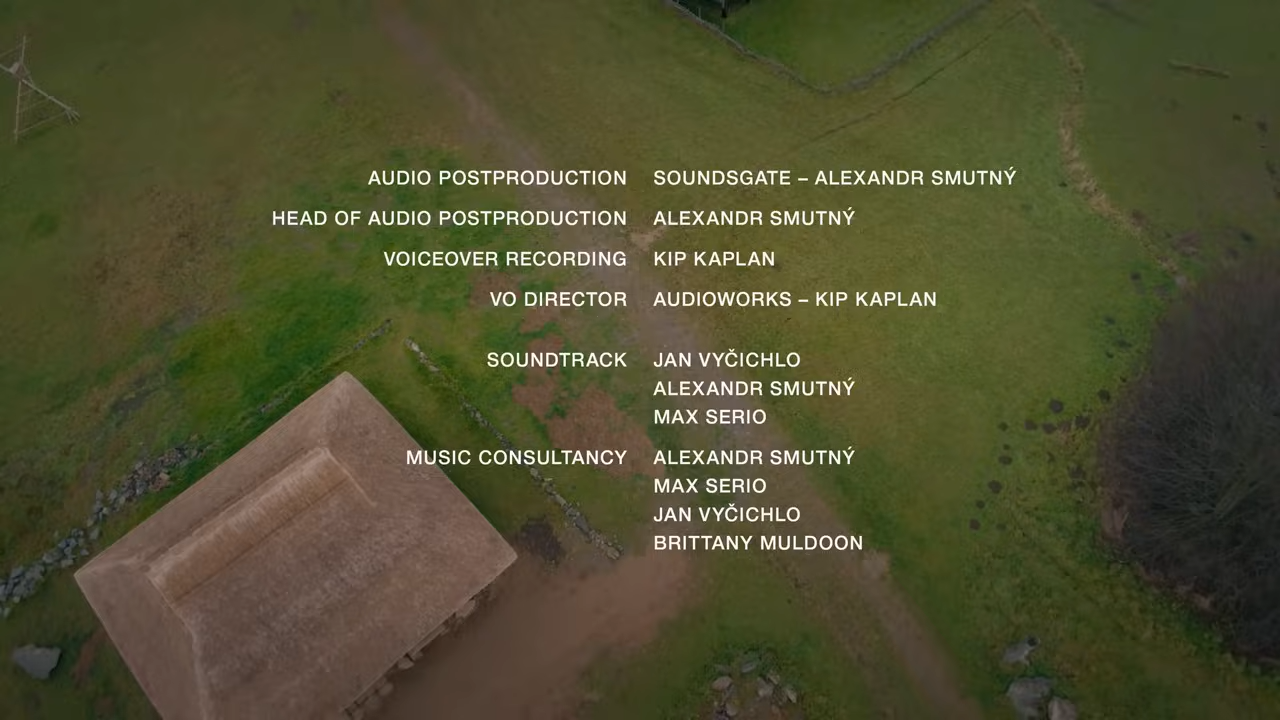 AUDIO POSTPRODUCTION SOUNDSGATE – ALEXANDR SMUTNÝ
HEAD OF AUDIO POSTPRODUCTION ALEXANDR SMUTNÝ
VOICEOVER RECORDING KIP KAPLAN
VO DIRECTOR AUDIOWORKS – KIP KAPLAN
SOUNDTRACK JAN VYČICHLO
ALEXANDR SMUTNÝ
MAX SERIO
MUSIC CONSULTANCY ALEXANDR SMUTNÝ
MAX SERIO
JAN VYČICHLO
BRITTANY MULDOON